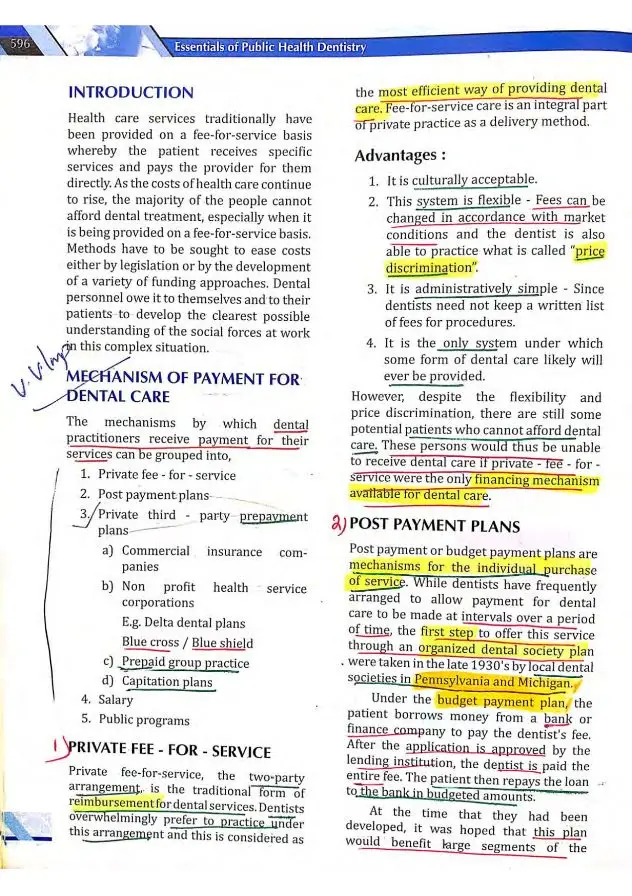 596
Essentials of Public Health Dentistry
INTRODUCTION
Health care services traditionally have
been provided on a fee-for-service basis
whereby the patient receives specific
services and pays the provider for them
directly. As the costs of health care continue
to rise, the majority of the people cannot
afford dental treatment, especially when it
is being provided on a fee-for-service basis.
Methods have to be sought to ease costs
either by legislation or by the development
of a variety of funding approaches. Dental
personnel owe it to themselves and to their
patients to develop the clearest possible
understanding of the social forces at work
in this complex situation.
MECHANISM OF PAYMENT FOR
DENTAL CARE
The mechanisms by which dental
practitioners receive payment for their
services can be grouped into,
1. Private fee - for - service
2. Post payment plans
3. Private third - party prepayment
plans
a) Commercial insurance com-
panies
b) Non profit health service
corporations
E.g. Delta dental plans
Blue cross / Blue shield
c) Prepaid group practice
d) Capitation plans
4. Salary
5. Public programs
1) PRIVATE FEE - FOR - SERVICE
Private fee-for-service, the two-party
arrangement, is the traditional form of
reimbursement for dental services. Dentists
overwhelmingly prefer to practice under
this arrangement and this is considered as
the most efficient way of providing dental
care. Fee-for-service care is an integral part
of private practice as a delivery method.
Advantages :
1. It is culturally acceptable.
2. This system is flexible - Fees can be
changed in accordance with market
conditions and the dentist is also
able to practice what is called "price
discrimination".
3. It is administratively simple - Since
dentists need not keep a written list
of fees for procedures.
4. It is the only system under which
some form of dental care likely will
ever be provided.
However, despite the flexibility and
price discrimination, there are still some
potential patients who cannot afford dental
care. These persons would thus be unable
to receive dental care if private - fee - for -
service were the only financing mechanism
available for dental care.
2) POST PAYMENT PLANS
Post payment or budget payment plans are
mechanisms for the individual purchase
of service. While dentists have frequently
arranged to allow payment for dental
care to be made at intervals over a period
of time, the first step to offer this service
through an organized dental society plan
were taken in the late 1930's by local dental
societies in Pennsylvania and Michigan.
Under the budget payment plan, the
patient borrows money from a bank or
finance company to pay the dentist's fee.
After the application is approved by the
lending institution, the dentist is paid the
entire fee. The patient then repays the loan
to the bank in budgeted amounts.
At the time that they had been
developed, it was hoped that this plan
would benefit large segments of the